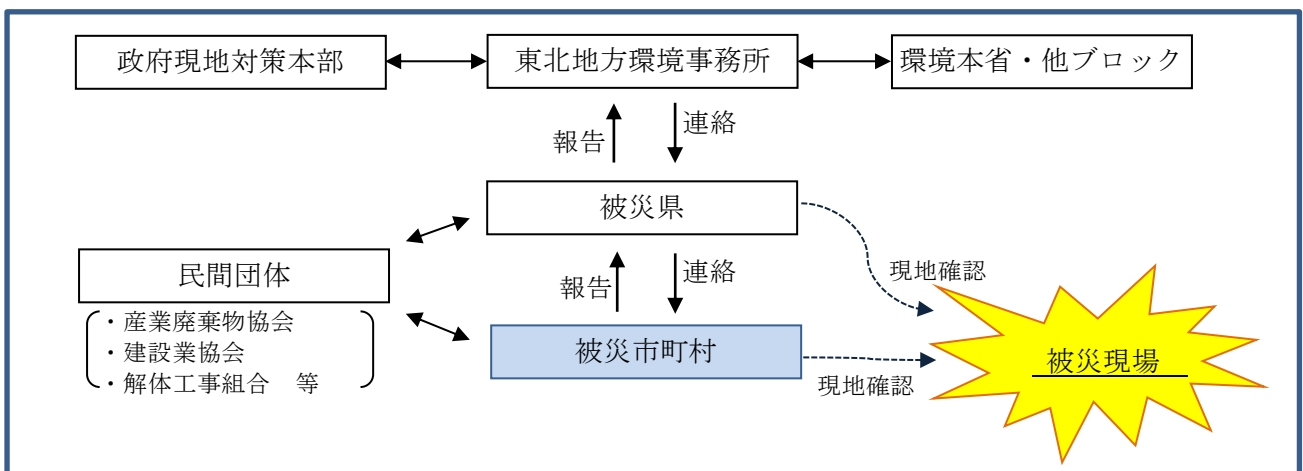 政府現地対策本部
東北地方環境事務所
環境本省・他ブロック
報告
連絡
被災県
民間団体
・産業廃棄物協会
・建設業協会
・解体工事組合　等
報告
連絡
被災市町村
現地確認
現地確認
被災現場